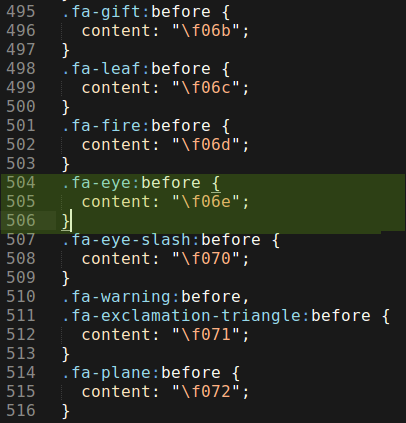 495 .fa-gift:before {
496   content: "\f06b";
497 }
498 .fa-leaf:before {
499   content: "\f06c";
500 }
501 .fa-fire:before {
502   content: "\f06d";
503 }
504 .fa-eye:before {
505   content: "\f06e";
506 }
507 .fa-eye-slash:before {
508   content: "\f070";
509 }
510 .fa-warning:before,
511 .fa-exclamation-triangle:before {
512   content: "\f071";
513 }
514 .fa-plane:before {
515   content: "\f072";
516 }